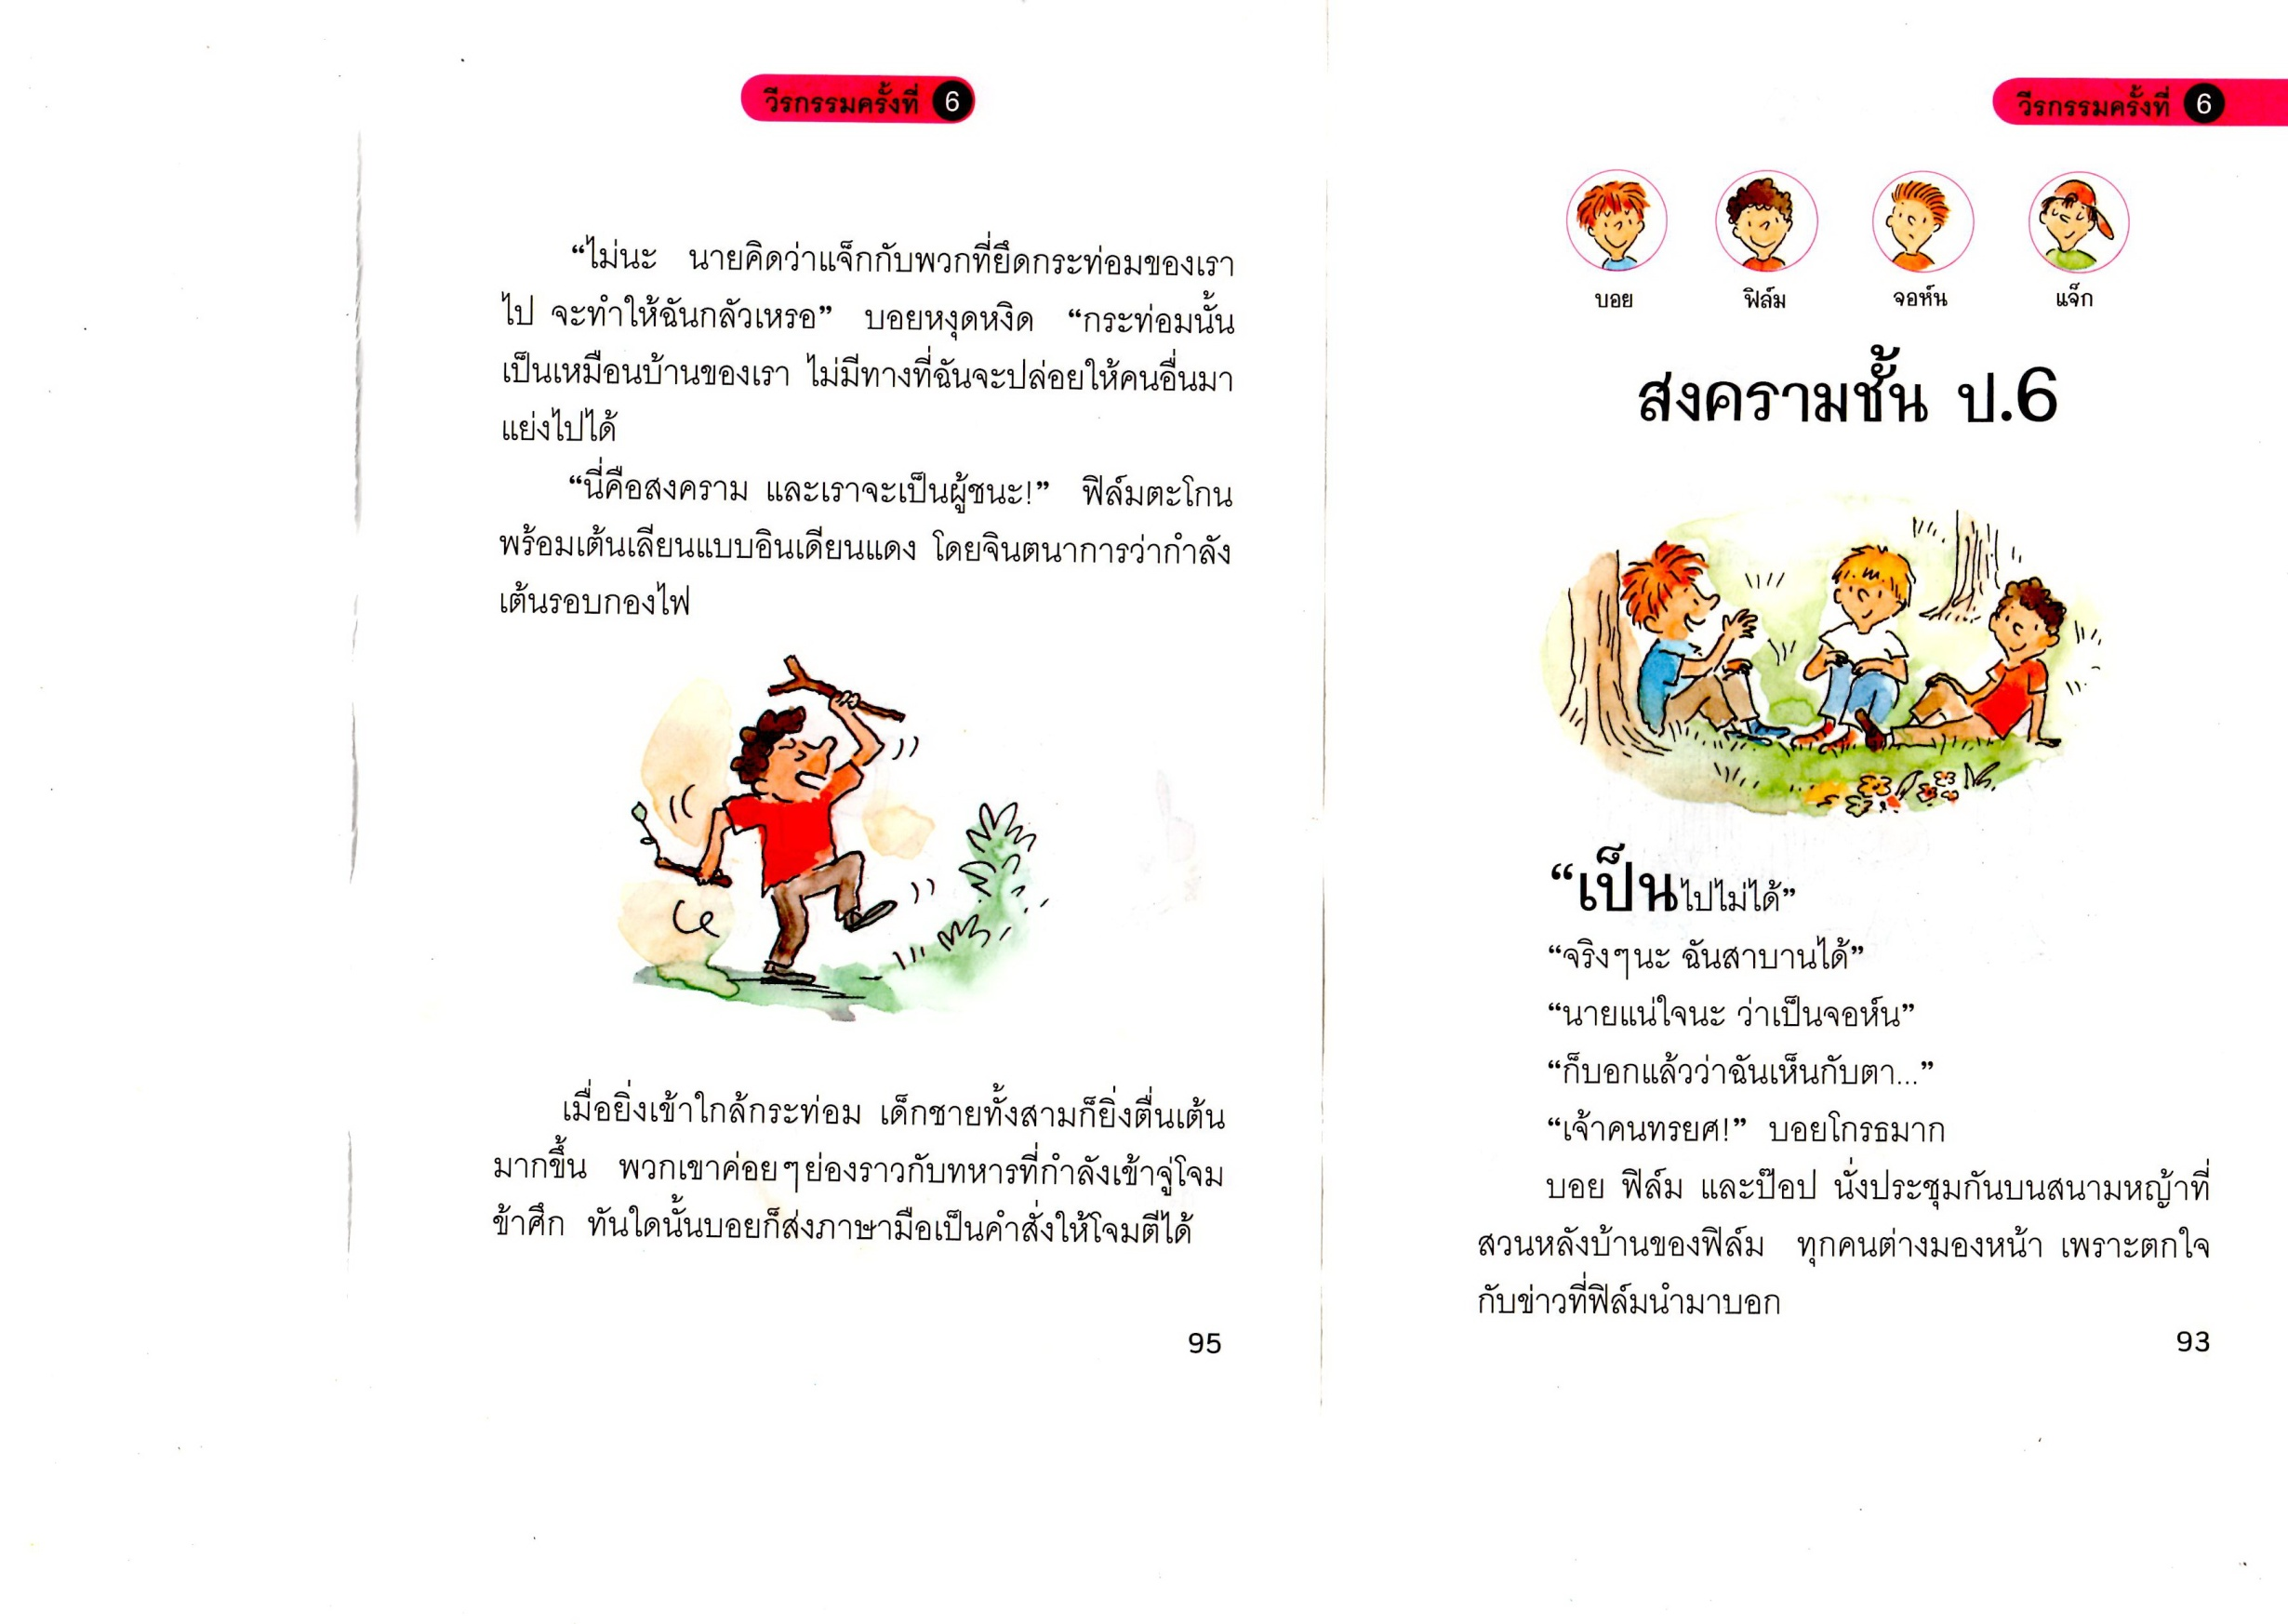 วีรกรรมครั้งที่ 6
“ไม่นะ นายคิดว่าแจ็กกับพวกที่ยึดกระท่อมของเรา
ไป จะทำให้ฉันกลัวเหรอ” บอยหงุดหงิด “กระท่อมนั้น
เป็นเหมือนบ้านของเรา ไม่มีทางที่ฉันจะปล่อยให้คนอื่นมา
แย่งไปได้
“นี่คือสงคราม และเราจะเป็นผู้ชนะ!” ฟิล์มตะโกน
พร้อมเต้นเลียนแบบอินเดียนแดง โดยจินตนาการว่ากำลัง
เต้นรอบกองไฟ
เมื่อยิ่งเข้าใกล้กระท่อม เด็กชายทั้งสามก็ยิ่งตื่นเต้น
มากขึ้น พวกเขาค่อยๆย่องราวกับทหารที่กำลังเข้าจู่โจม
ข้าศึก ทันใดนั้นบอยก็ส่งภาษามือเป็นคำสั่งให้โจมตีได้
95
วีรกรรมครั้งที่ 6
บอย ฟิล์ม จอห์น แจ็ก
สงครามชั้น ป.6
“เป็นไปไม่ได้”
“จริงๆนะ ฉันสาบานได้”
“นายแน่ใจนะ ว่าเป็นจอห์น”
“ก็บอกแล้วว่าฉันเห็นกับตา...”
“เจ้าคนทรยศ!” บอยโกรธมาก
บอย ฟิล์ม และป๊อป นั่งประชุมกันบนสนามหญ้าที่
สวนหลังบ้านของฟิล์ม ทุกคนต่างมองหน้า เพราะตกใจ
กับข่าวที่ฟิล์มนำมาบอก
93